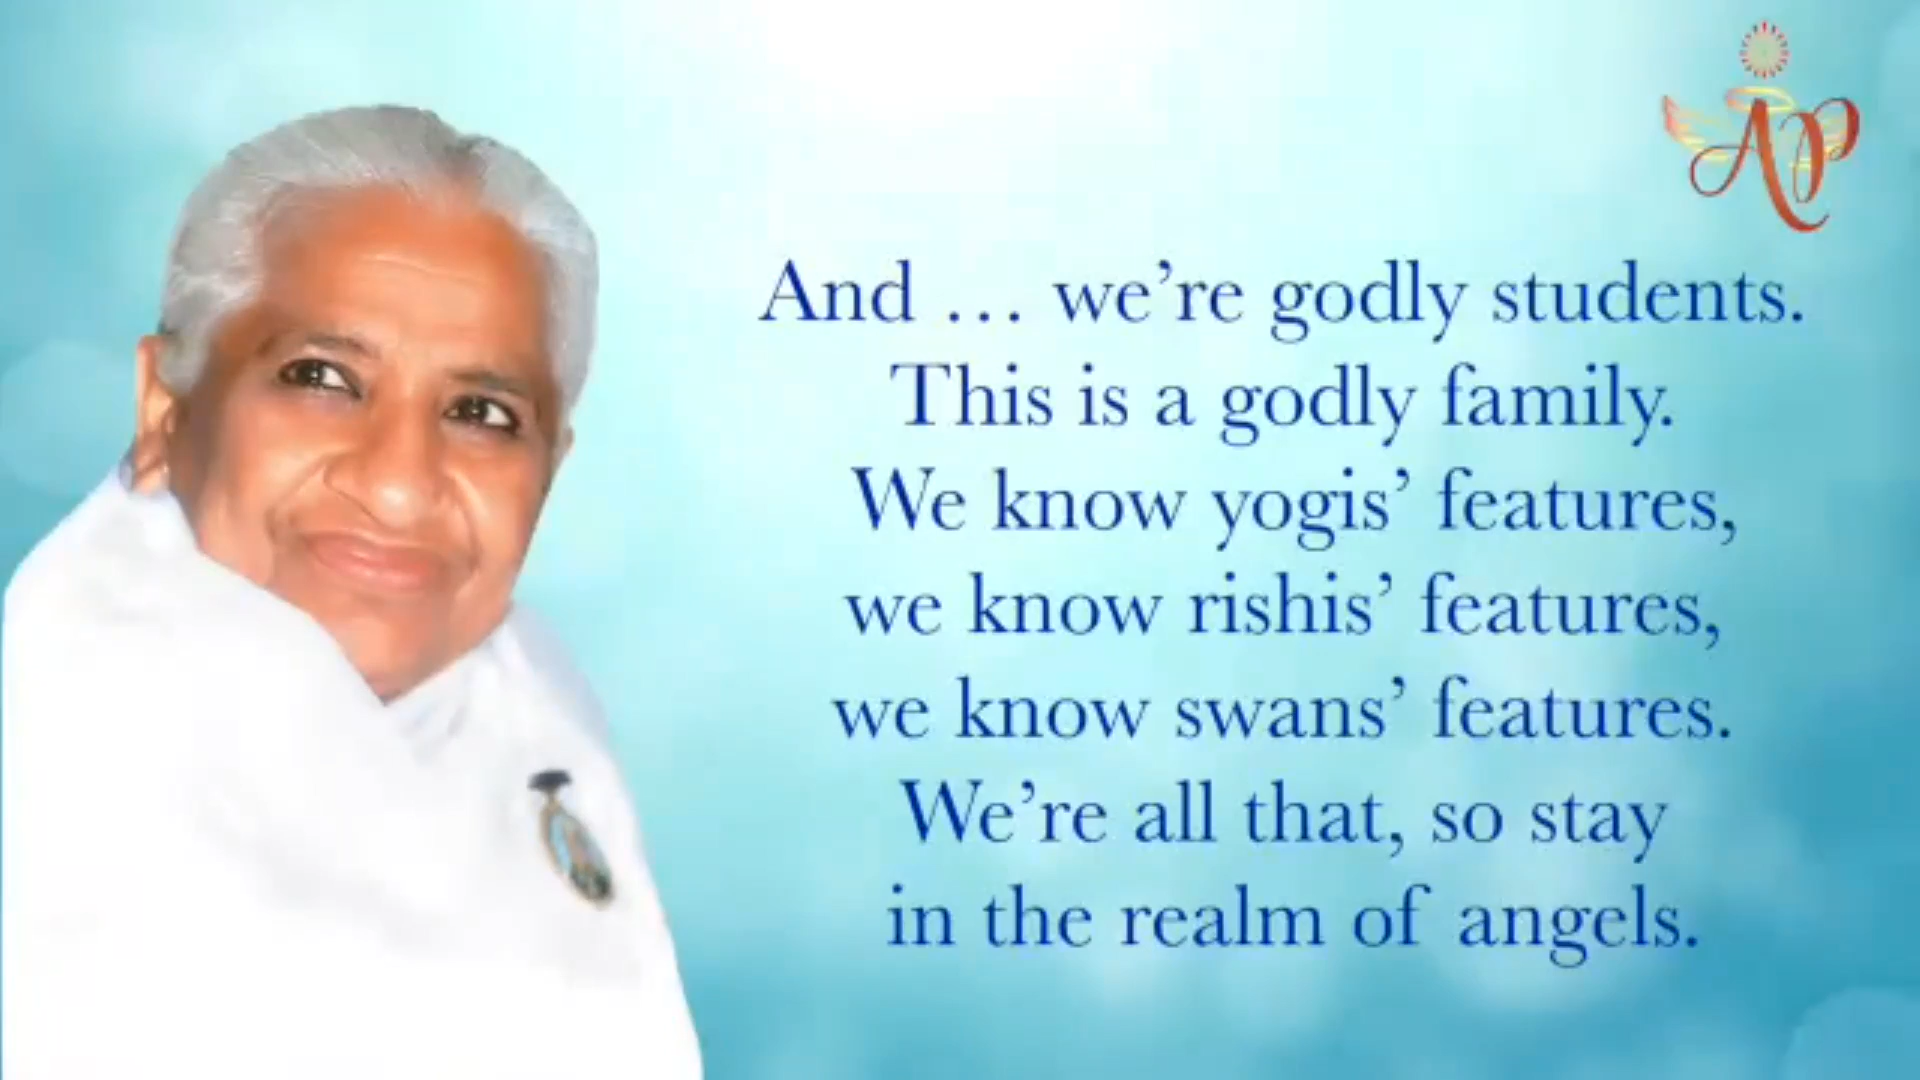 AP
And … we’re godly students.
This is a godly family.
We know yogis’ features,
we know rishis’ features,
we know swans’ features.
We’re all that, so stay
in the realm of angels.